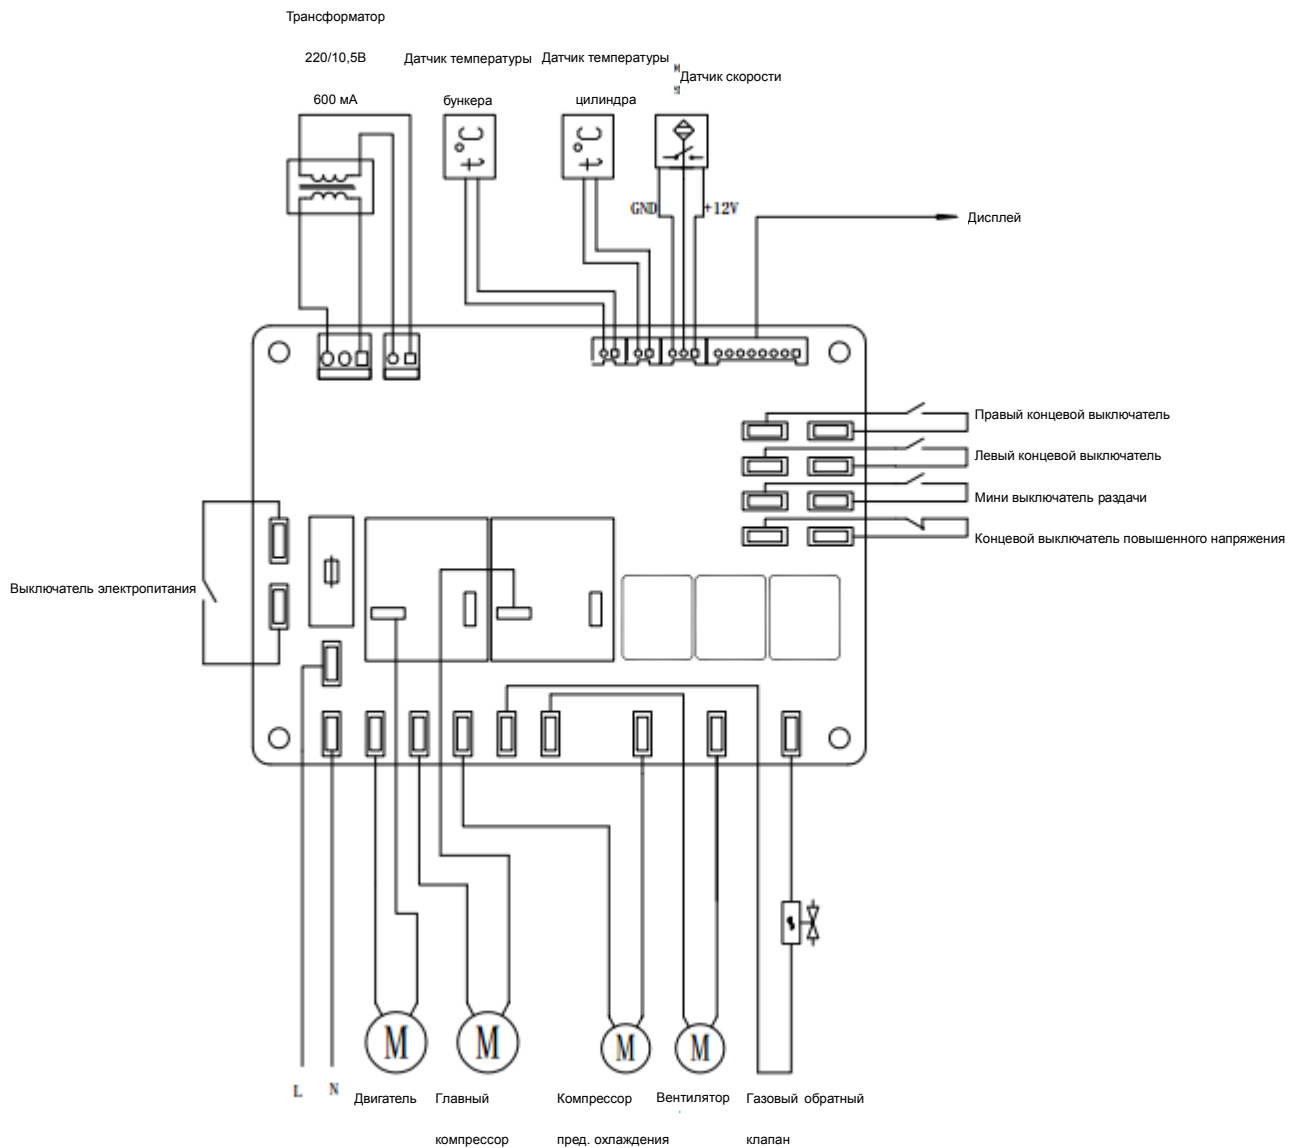 Трансформатор
220/10,5В
600 мА
Датчик температуры
бункера
Датчик температуры
цилиндра
Датчик скорости
t°C
t°C
GND
+12V
Дисплей
Правый концевой выключатель
Левый концевой выключатель
Мини выключатель раздачи
Концевой выключатель повышенного напряжения
Выключатель электропитания
M
M
M
M
L
N
Двигатель
Главный
компрессор
Компрессор
пред. охлаждения
Вентилятор
Газовый обратный
клапан